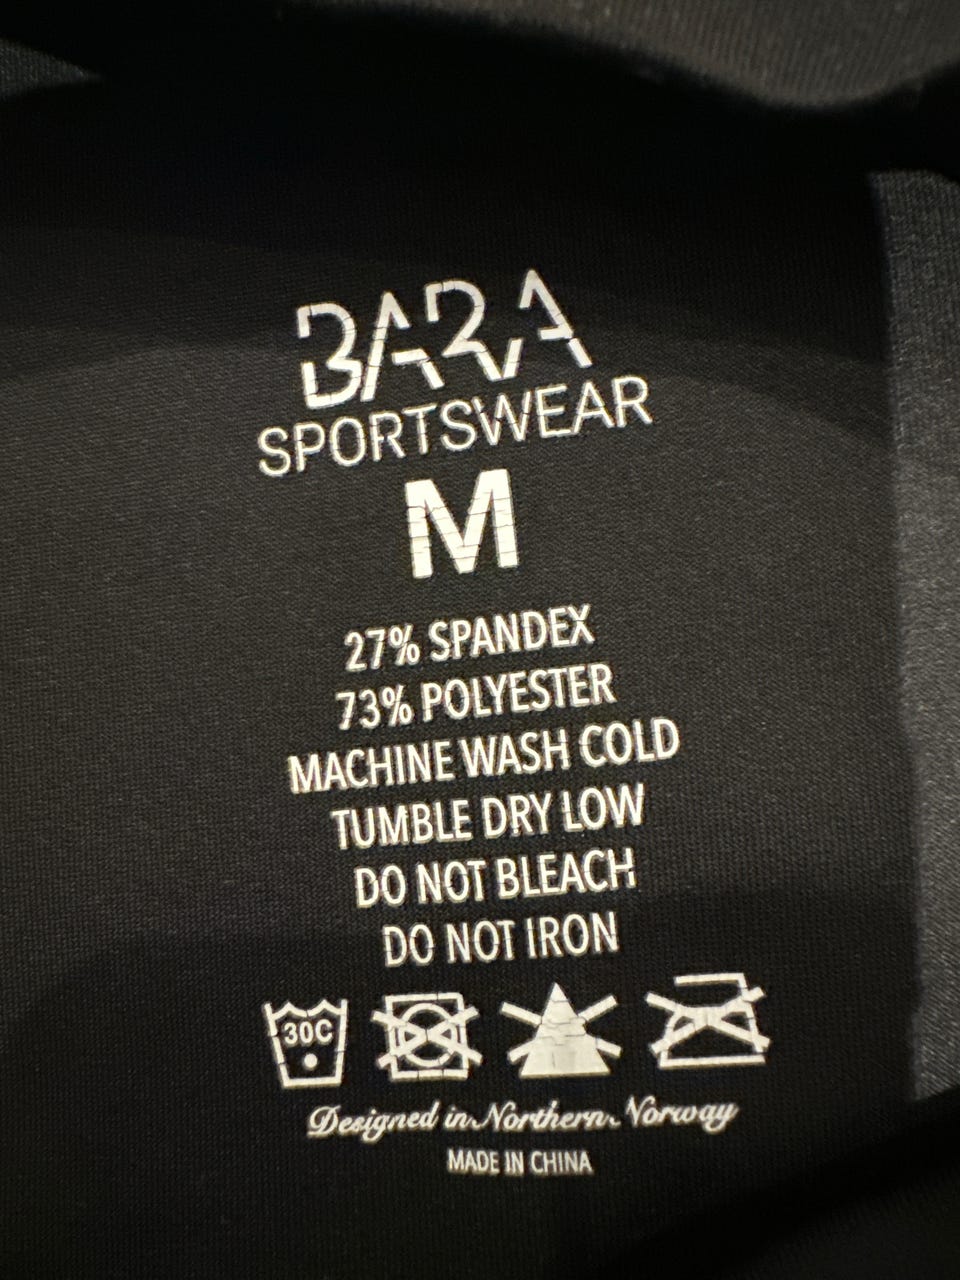 BARA
SPORTSWEAR
M
27% SPANDEX
73% POLYESTER
MACHINE WASH COLD
TUMBLE DRY LOW
DO NOT BLEACH
DO NOT IRON
30C
Designed in Northern Norway
MADE IN CHINA